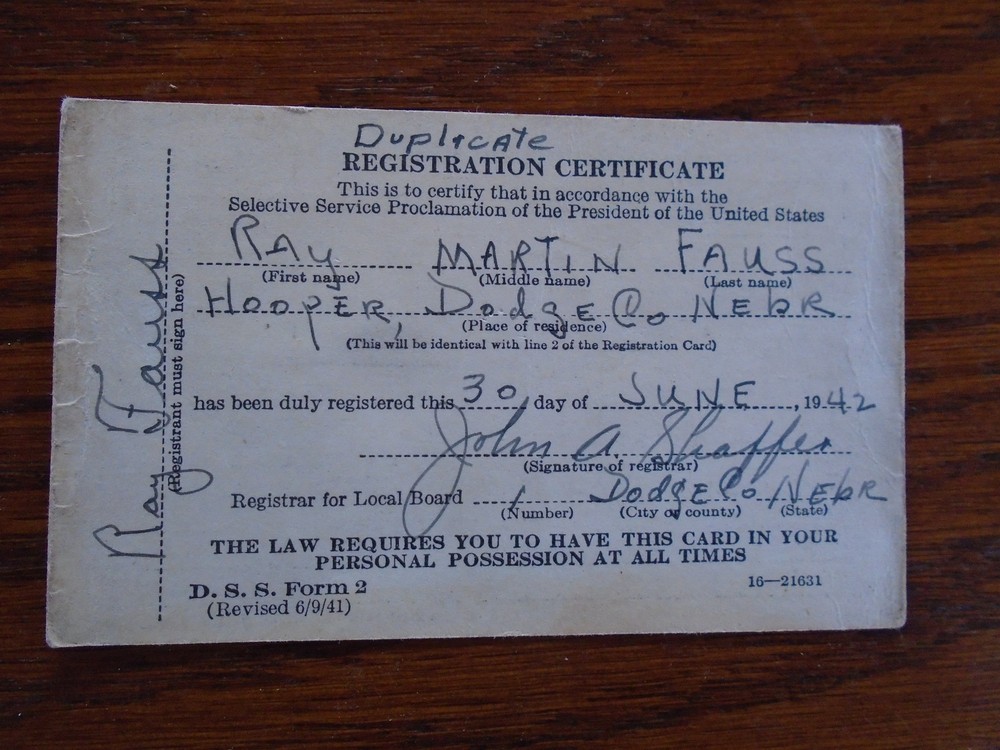 Duplicate
REGISTRATION CERTIFICATE
This is to certify that in accordance with the
Selective Service Proclamation of the President of the United States
RAY MARTIN FAUSS
(First name) (Middle name) (Last name)
HOOPER, Dodge Co NEbR
(Place of residence)
(This will be identical with line 2 of the Registration Card)
has been duly registered this 30 day of JUNE, 1942
John A. Shaffer
(Signature of registrar)
Registrar for Local Board 1 Dodge Co NEbR
(Number) (City or county) (State)
THE LAW REQUIRES YOU TO HAVE THIS CARD IN YOUR
PERSONAL POSSESSION AT ALL TIMES
D. S. S. Form 2
(Revised 6/9/41)
16—21631
Ray Fauss
(Registrant must sign here)